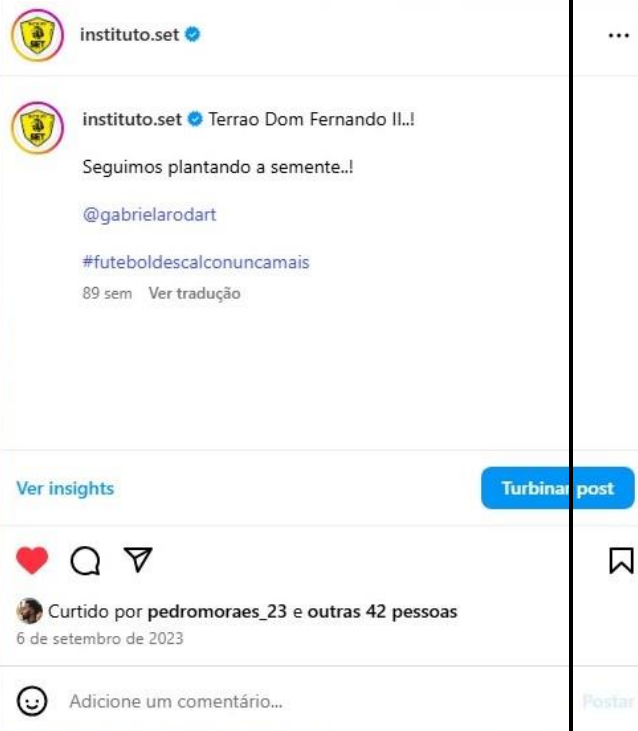 instituto.set
instituto.set Terrao Dom Fernando II..!
Seguimos plantando a semente..!
@gabrielarodart
#futeboldescalconuncamais
89 sem Ver tradução
Ver insights
Turbinar post
Curtido por pedromoraes_23 e outras 42 pessoas
6 de setembro de 2023
Adicione um comentário...
Postar